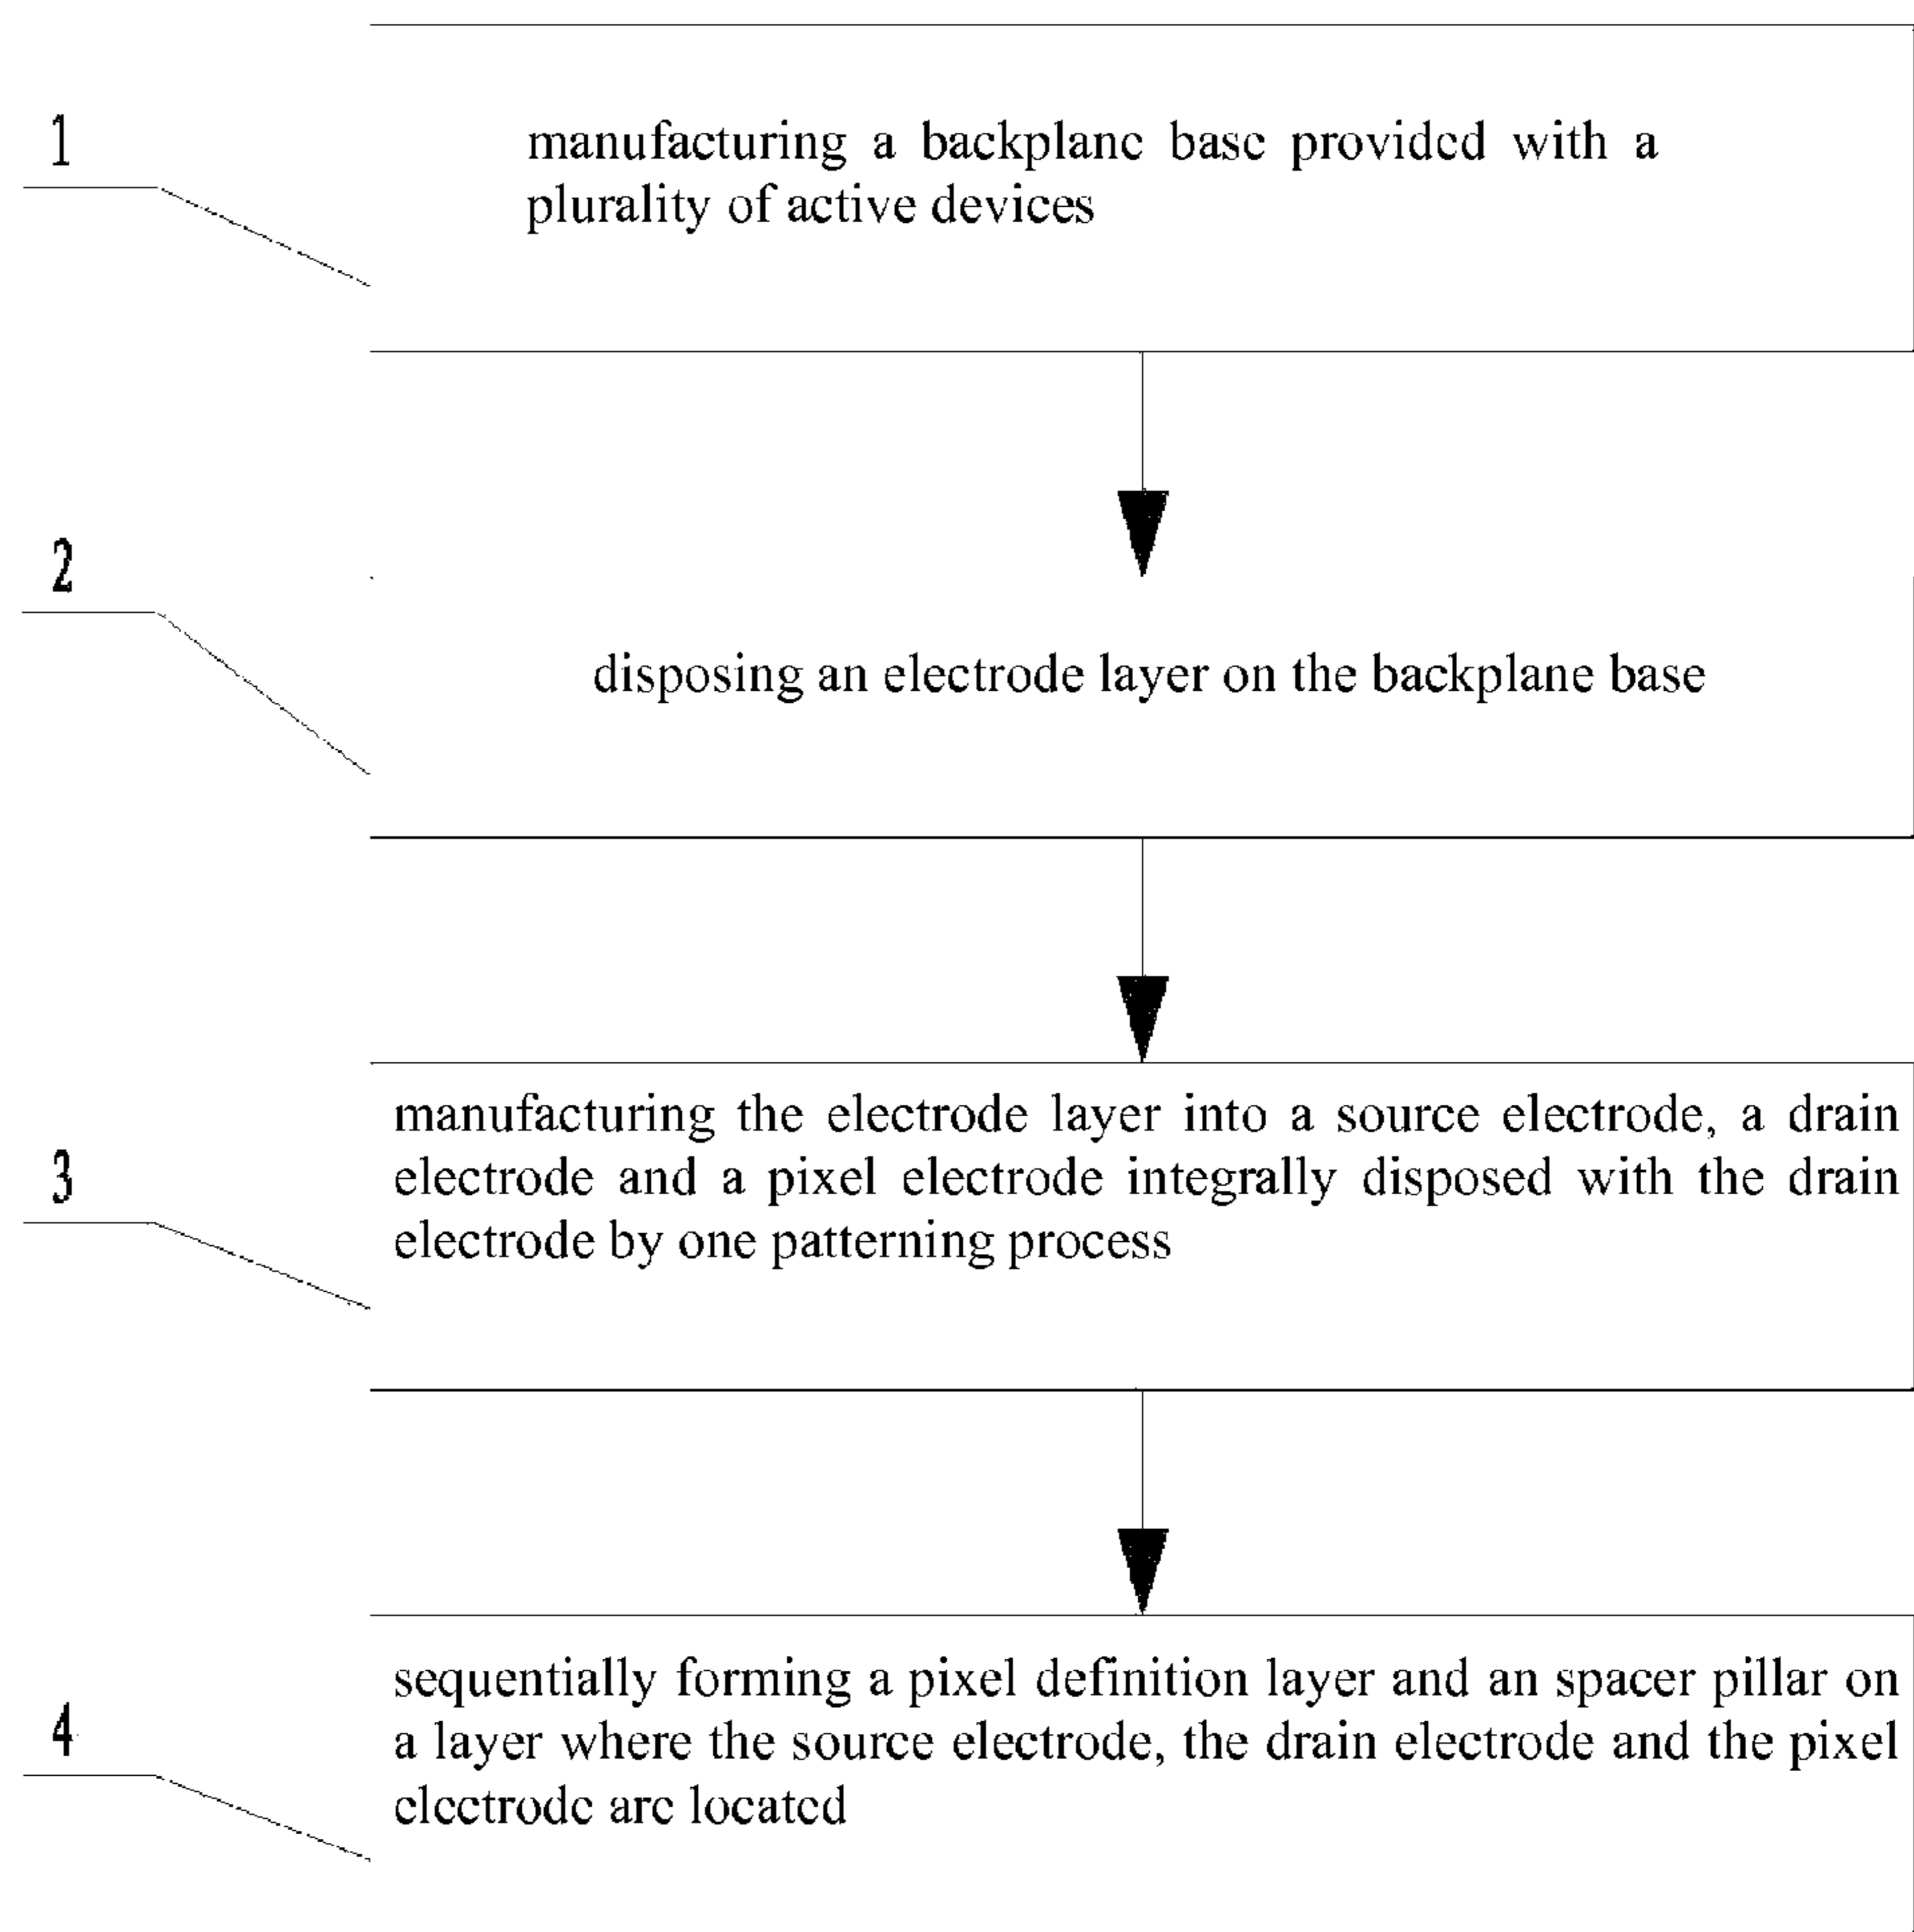 1
manufacturing a backplane base provided with a
plurality of active devices
2
disposing an electrode layer on the backplane base
3
manufacturing the electrode layer into a source electrode, a drain
electrode and a pixel electrode integrally disposed with the drain
electrode by one patterning process
4
sequentially forming a pixel definition layer and an spacer pillar on
a layer where the source electrode, the drain electrode and the pixel
electrode are located